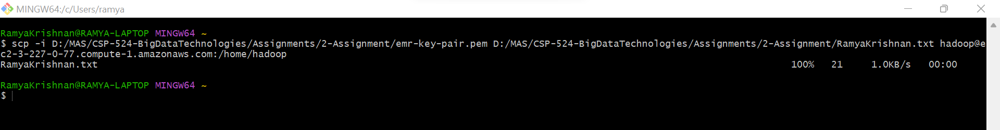 MINGW64:/c/Users/ramya
RamyaKrishnan@RAMYA-LAPTOP MINGW64 ~
$ scp -i D:/MAS/CSP-524-BigDataTechnologies/Assignments/2-Assignment/emr-key-pair.pem D:/MAS/CSP-524-BigDataTechnologies/Assignments/2-Assignment/RamyaKrishnan.txt hadoop@e
c2-3-227-0-77.compute-1.amazonaws.com:/home/hadoop
RamyaKrishnan.txt 100% 21 1.0KB/s 00:00
RamyaKrishnan@RAMYA-LAPTOP MINGW64 ~
$